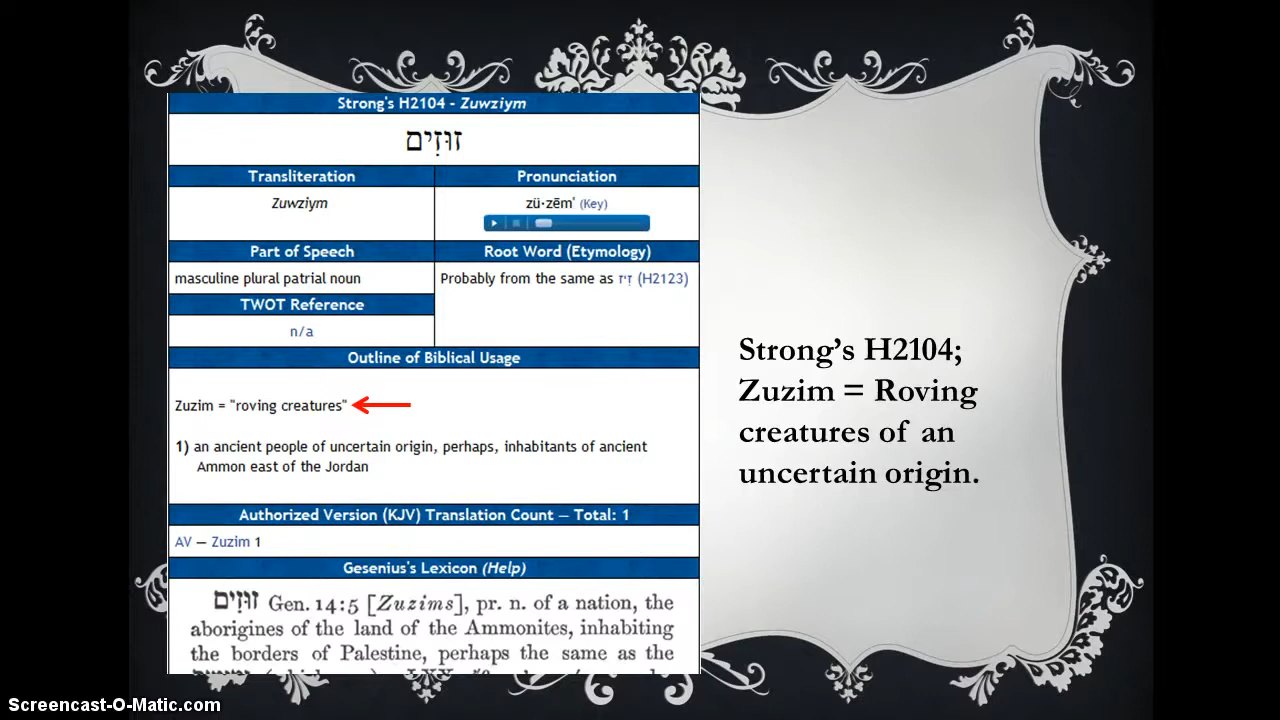 Strong's H2104 - Zuwziym
זוּזִים
Transliteration
Pronunciation
Zuwziym
zü·zēm' (Key)
Part of Speech
Root Word (Etymology)
masculine plural patrial noun
Probably from the same as זִיז (H2123)
TWOT Reference
n/a
Outline of Biblical Usage
Zuzim = "roving creatures"
1) an ancient people of uncertain origin, perhaps, inhabitants of ancient
Ammon east of the Jordan
Authorized Version (KJV) Translation Count — Total: 1
AV — Zuzim 1
Gesenius's Lexicon (Help)
זוּזִים Gen. 14:5 [Zuzims], pr. n. of a nation, the
aborigines of the land of the Ammonites, inhabiting
the borders of Palestine, perhaps the same as the
Strong’s H2104;
Zuzim = Roving
creatures of an
uncertain origin.
Screencast-O-Matic.com